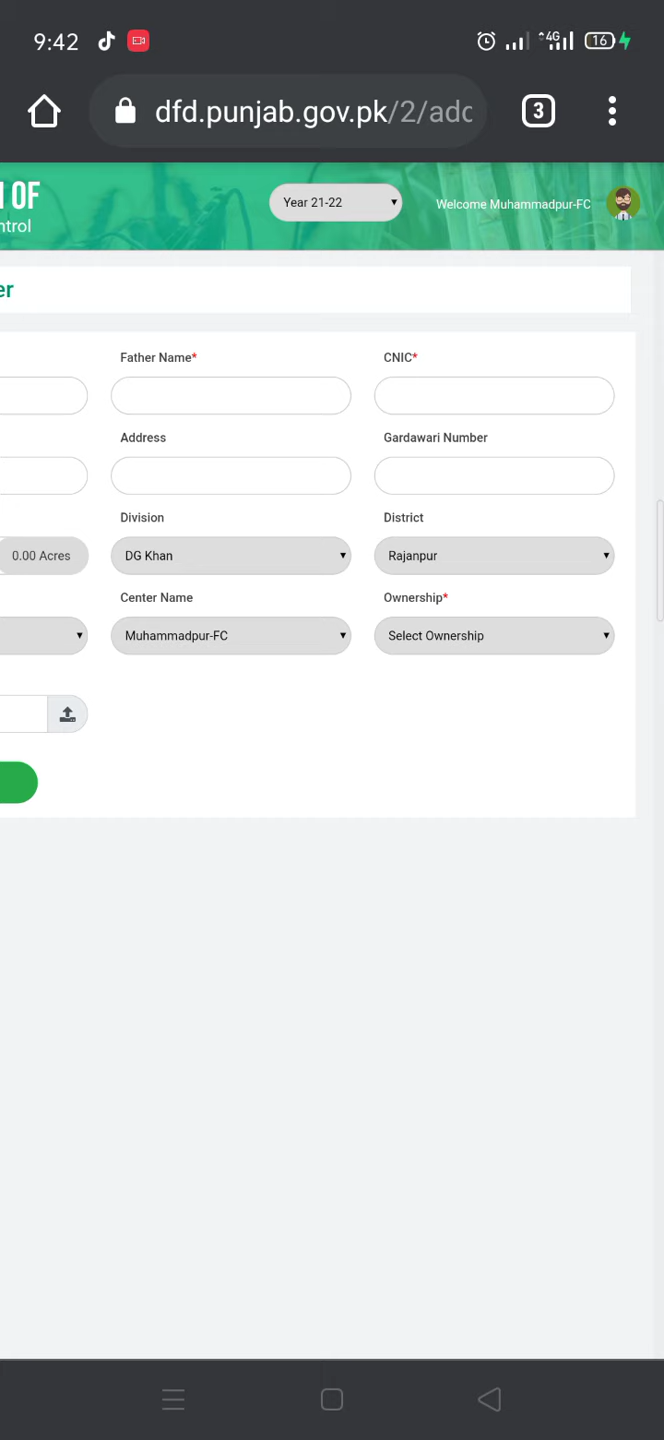 9:42
4G
16
dfd.punjab.gov.pk/2/adc
3
OF
ntrol
Year 21-22
Welcome Muhammadpur-FC
er
Father Name*
CNIC*
Address
Gardawari Number
Division
District
0.00 Acres
DG Khan
Rajanpur
Center Name
Ownership*
Muhammadpur-FC
Select Ownership